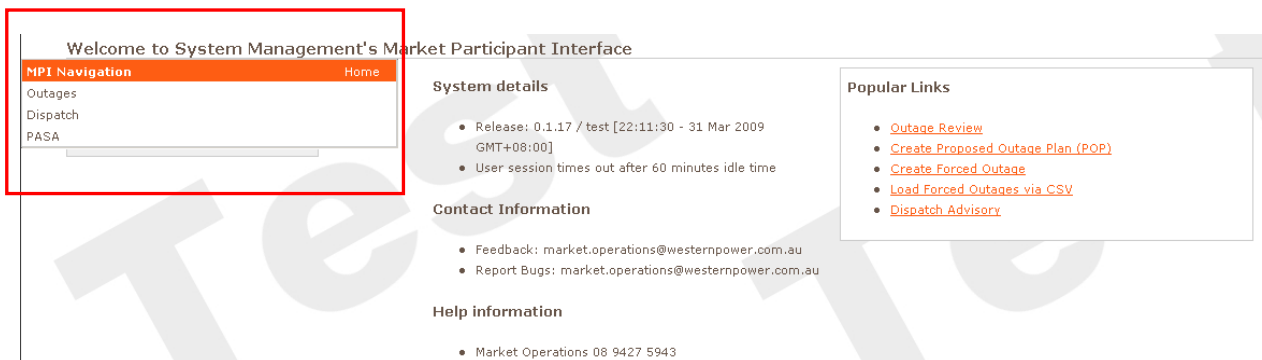 Welcome to System Management's Market Participant Interface
MPI Navigation Home
Outages
Dispatch
PASA
System details
• Release: 0.1.17 / test [22:11:30 - 31 Mar 2009
GMT+08:00]
• User session times out after 60 minutes idle time
Contact Information
• Feedback: market.operations@westernpower.com.au
• Report Bugs: market.operations@westernpower.com.au
Help information
• Market Operations 08 9427 5943
Popular Links
• Outage Review
• Create Proposed Outage Plan (POP)
• Create Forced Outage
• Load Forced Outages via CSV
• Dispatch Advisory
Test
Test